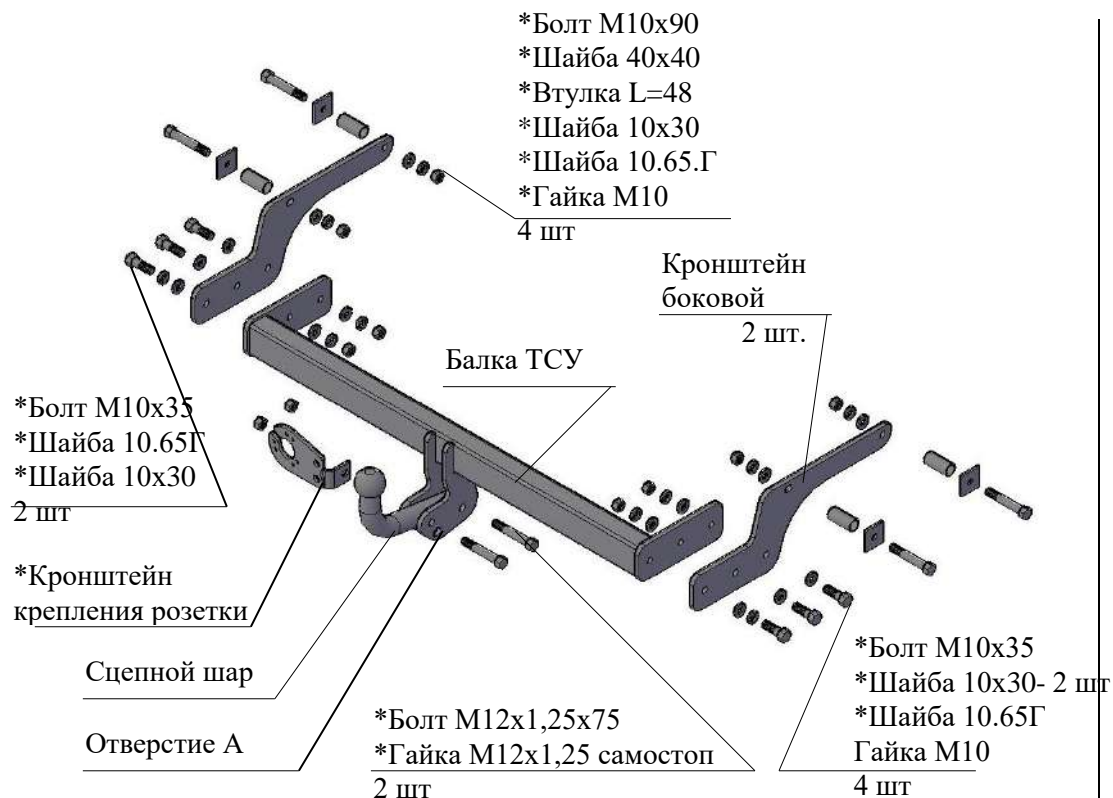 *Болт М10х90
*Шайба 40х40
*Втулка L=48
*Шайба 10х30
*Шайба 10.65.Г
*Гайка М10
4 шт
Кронштейн
боковой
2 шт.
Балка ТСУ
*Болт М10х35
*Шайба 10.65Г
*Шайба 10х30
2 шт
*Кронштейн
крепления розетки
Сцепной шар
Отверстие А
*Болт М12х1,25х75
*Гайка М12х1,25 самостоп
2 шт
*Болт М10х35
*Шайба 10х30- 2 шт
*Шайба 10.65Г
Гайка М10
4 шт